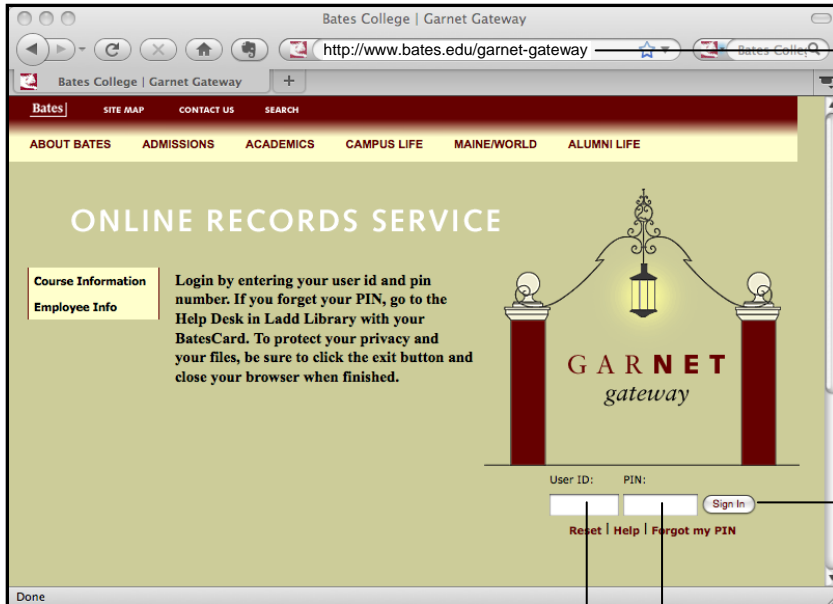 Bates College | Garnet Gateway
http://www.bates.edu/garnet-gateway
Bates College | Garnet Gateway +
Bates SITE MAP CONTACT US SEARCH
ABOUT BATES ADMISSIONS ACADEMICS CAMPUS LIFE MAINE/WORLD ALUMNI LIFE
ONLINE RECORDS SERVICE
Course Information
Employee Info
Login by entering your user id and pin
number. If you forget your PIN, go to the
Help Desk in Ladd Library with your
BatesCard. To protect your privacy and
your files, be sure to click the exit button and
close your browser when finished.
GARNET
gateway
User ID: PIN:
Sign In
Reset | Help | Forgot my PIN
Done